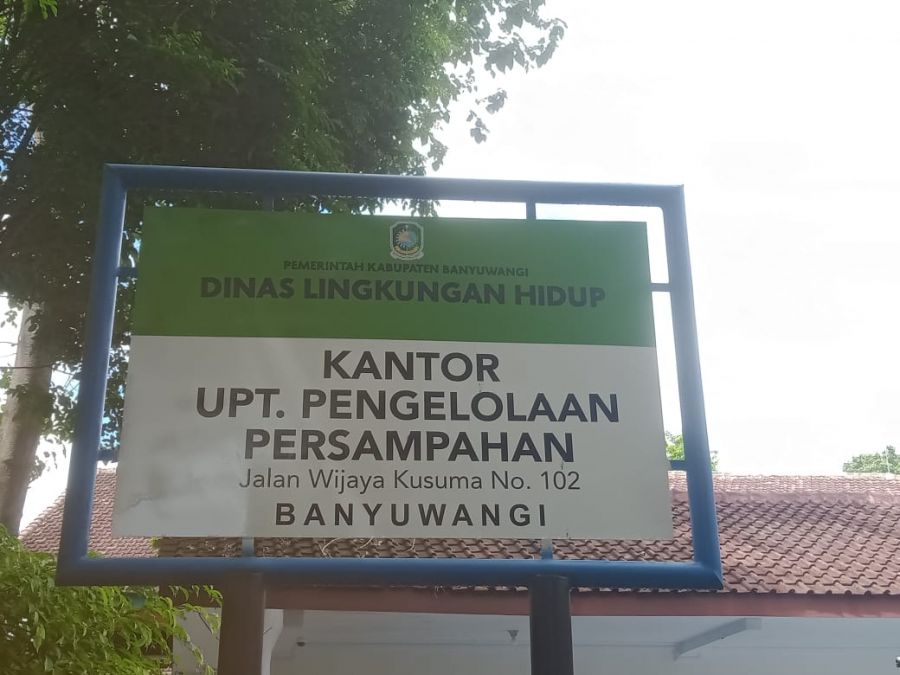 PEMERINTAH KABUPATEN BANYUWANGI
DINAS LINGKUNGAN HIDUP
KANTOR
UPT. PENGELOLAAN
PERSAMPAHAN
Jalan Wijaya Kusuma No. 102
BANYUWANGI